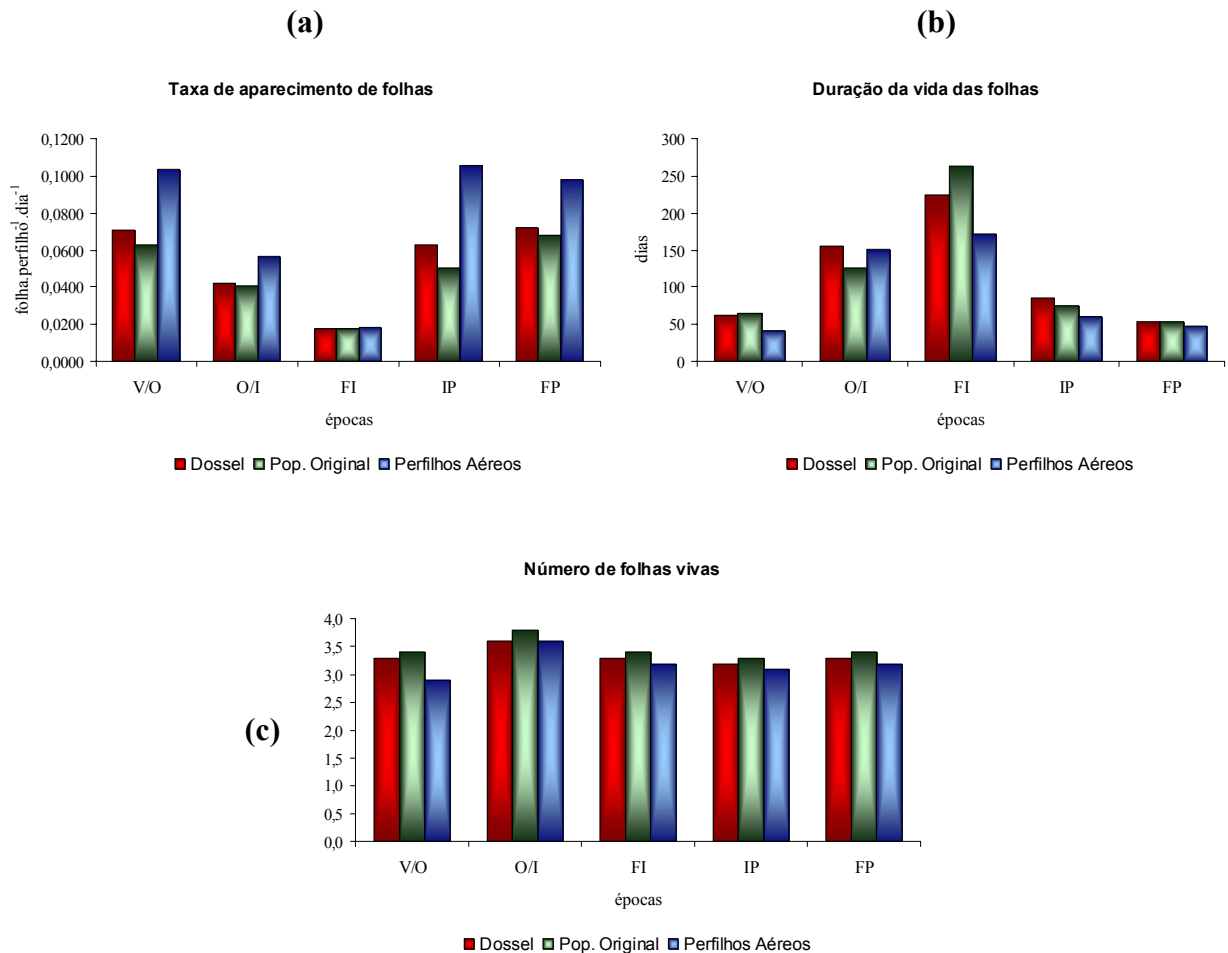 (a)
(b)
Taxa de aparecimento de folhas
0,1200
0,1000
0,0800
0,0600
0,0400
0,0200
0,0000
folha.perfilho⁻¹.dia⁻¹
V/O O/I FI IP FP
épocas
Dossel Pop. Original Perfilhos Aéreos
Duração da vida das folhas
300
250
200
150
100
50
0
dias
V/O O/I FI IP FP
épocas
Dossel Pop. Original Perfilhos Aéreos
(c)
Número de folhas vivas
4,0
3,5
3,0
2,5
2,0
1,5
1,0
0,5
0,0
V/O O/I FI IP FP
épocas
Dossel Pop. Original Perfilhos Aéreos